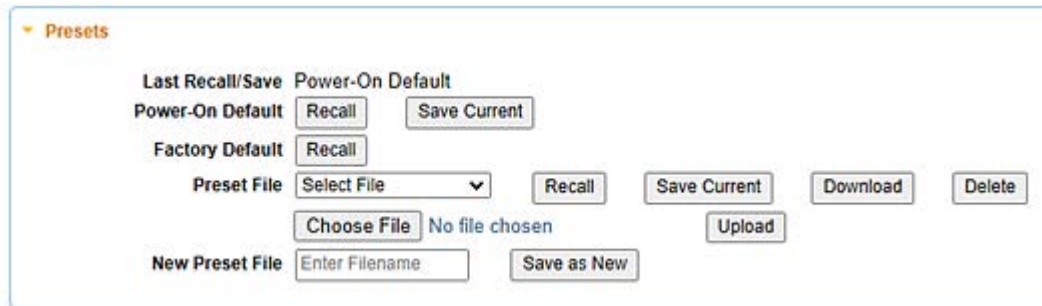 Presets
Last Recall/Save Power-On Default
Power-On Default Recall Save Current
Factory Default Recall
Preset File Select File Recall Save Current Download Delete
Choose File No file chosen Upload
New Preset File Enter Filename Save as New